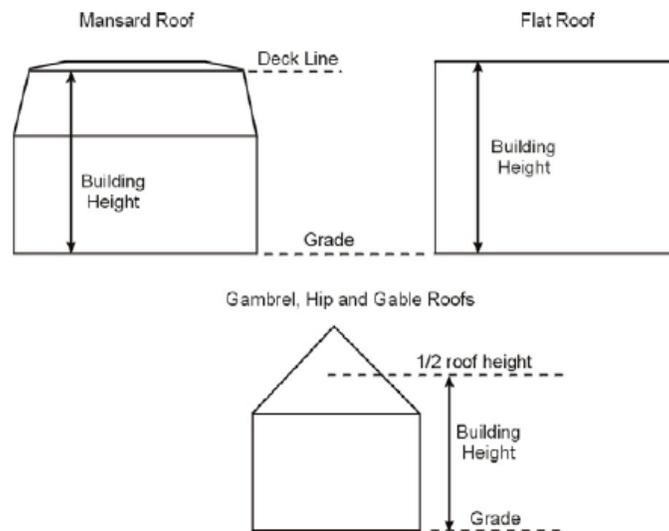 Mansard Roof
Flat Roof
Deck Line
Building
Height
Building
Height
Grade
Gambrel, Hip and Gable Roofs
1/2 roof height
Building
Height
Grade